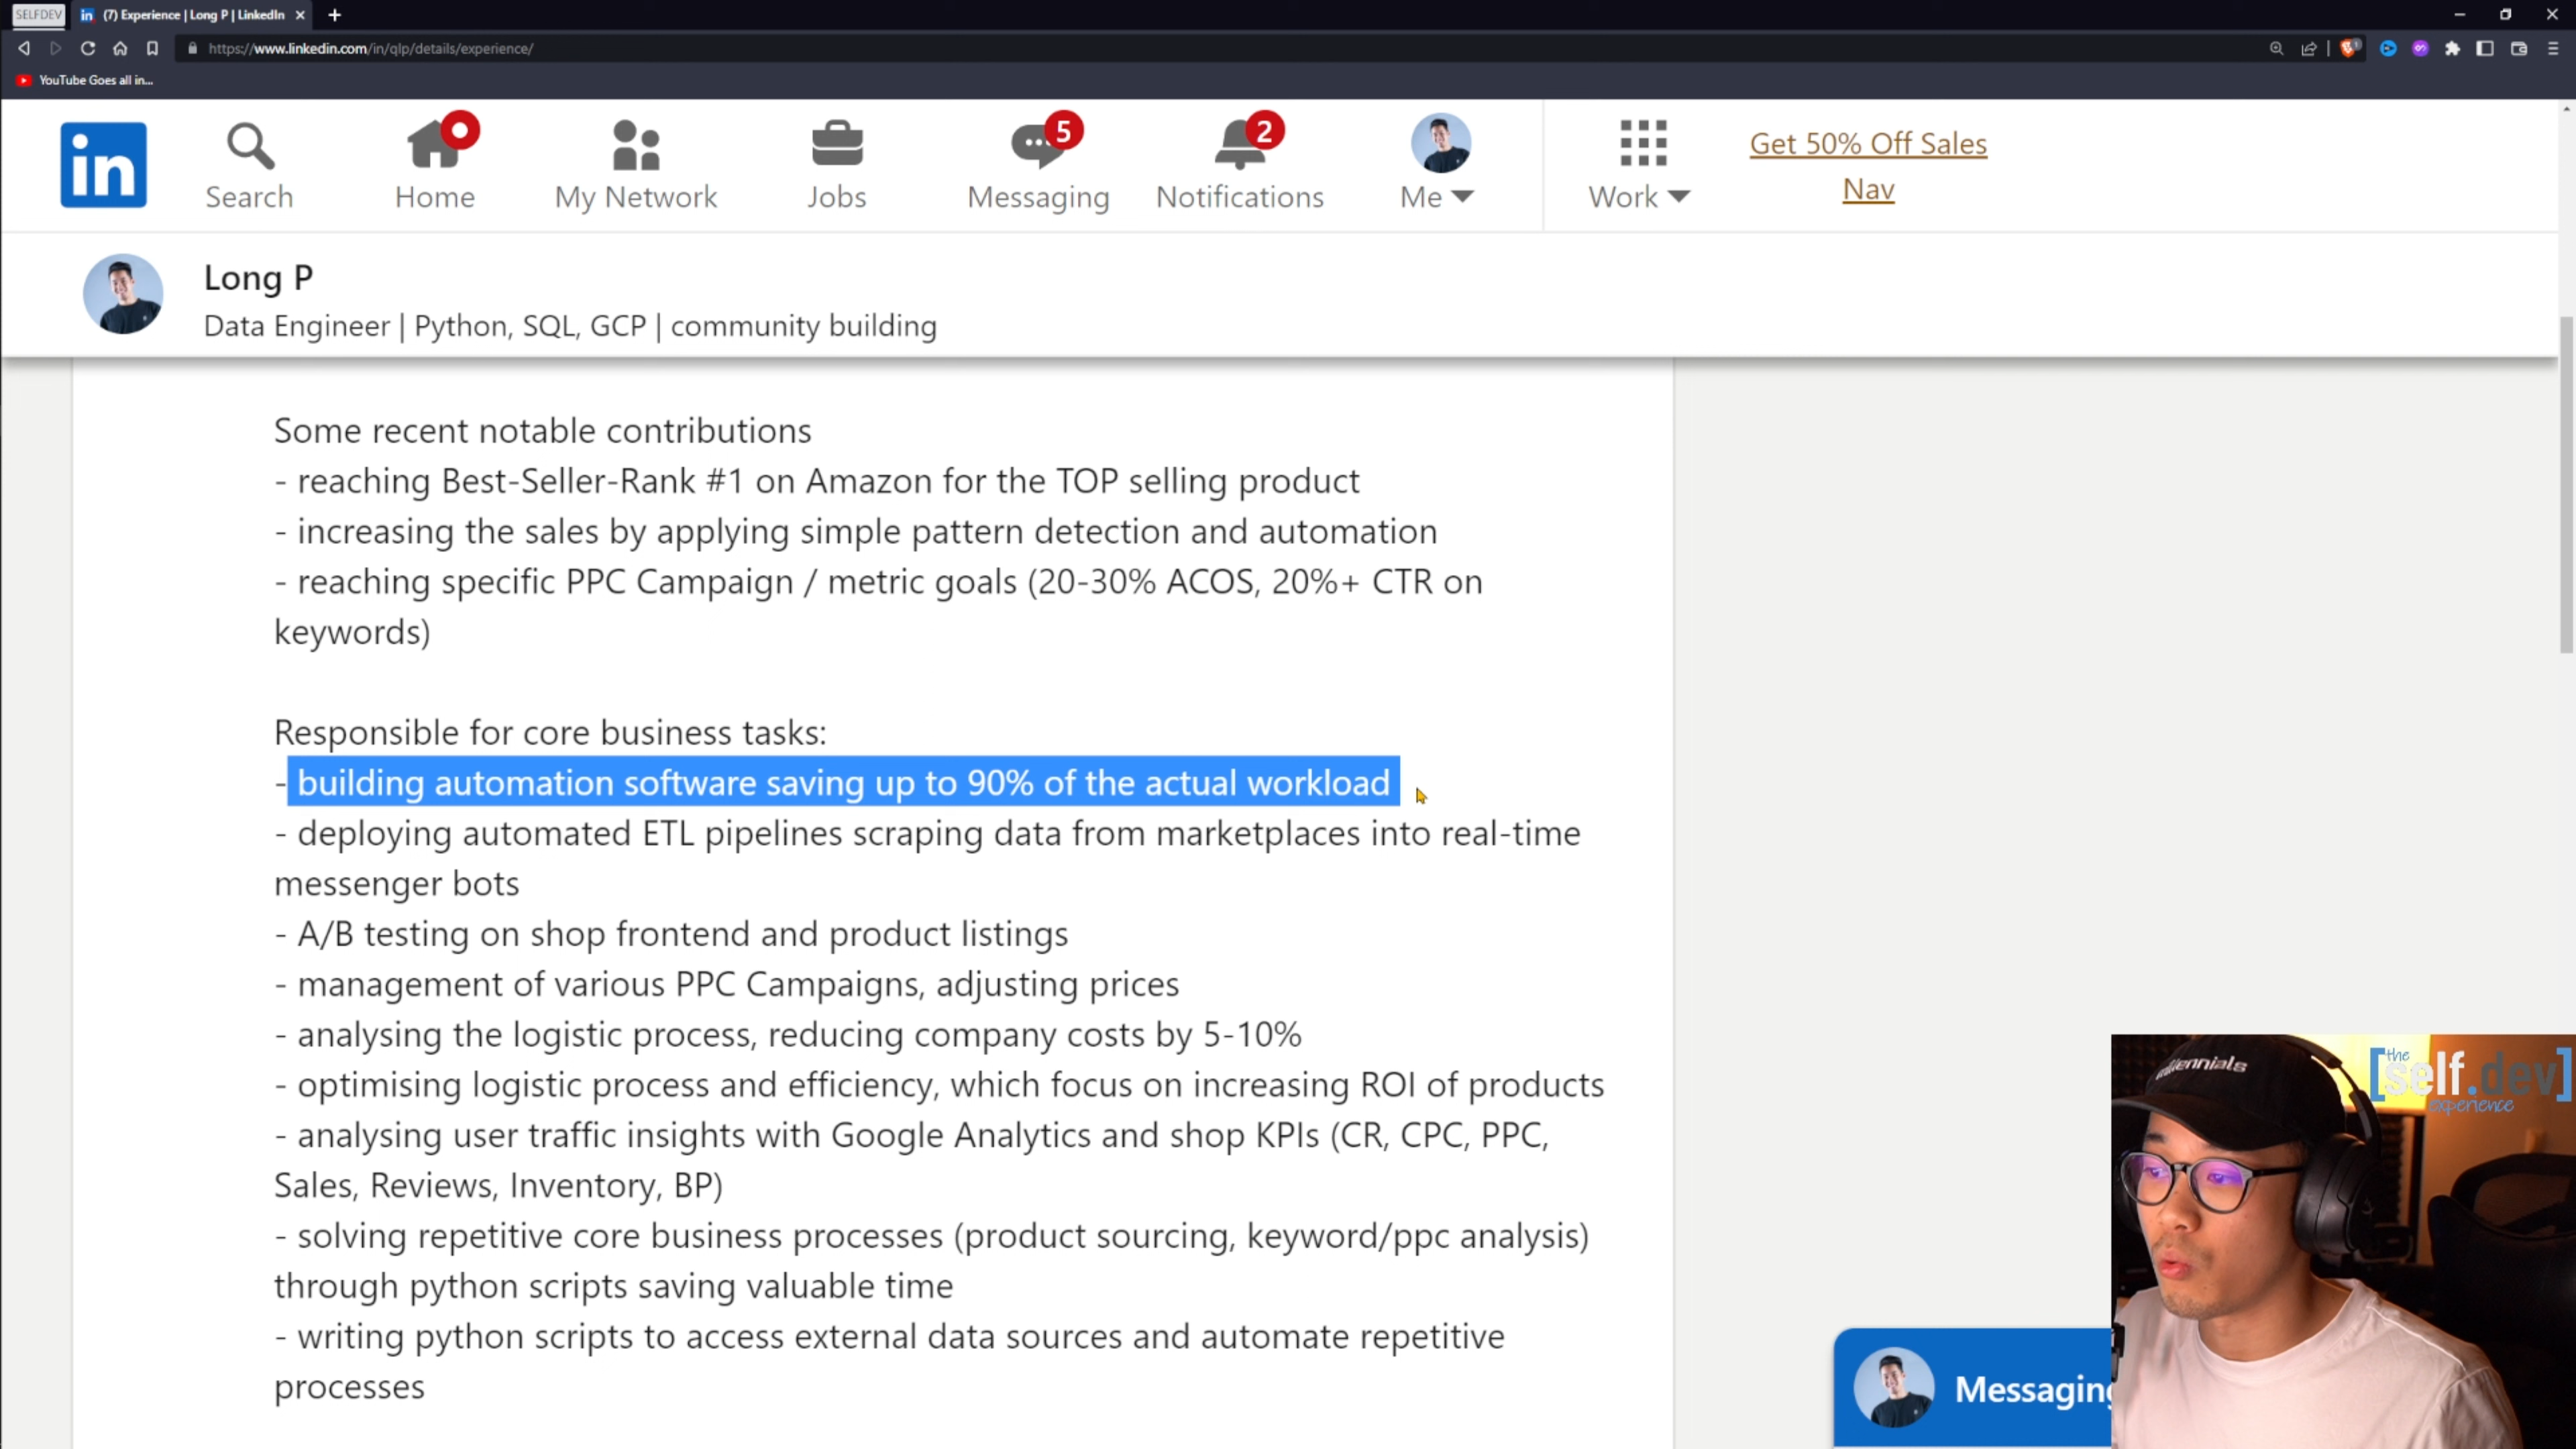 SELFDEV
(7) Experience | Long P | LinkedIn
https://www.linkedin.com/in/qlp/details/experience/
YouTube Goes all in...
in
Search
Home
My Network
Jobs
5
Messaging
2
Notifications
Me
Work
Get 50% Off Sales
Nav
Long P
Data Engineer | Python, SQL, GCP | community building
Some recent notable contributions
- reaching Best-Seller-Rank #1 on Amazon for the TOP selling product
- increasing the sales by applying simple pattern detection and automation
- reaching specific PPC Campaign / metric goals (20-30% ACOS, 20%+ CTR on
keywords)
Responsible for core business tasks:
- building automation software saving up to 90% of the actual workload
- deploying automated ETL pipelines scraping data from marketplaces into real-time
messenger bots
- A/B testing on shop frontend and product listings
- management of various PPC Campaigns, adjusting prices
- analysing the logistic process, reducing company costs by 5-10%
- optimising logistic process and efficiency, which focus on increasing ROI of products
- analysing user traffic insights with Google Analytics and shop KPIs (CR, CPC, PPC,
Sales, Reviews, Inventory, BP)
- solving repetitive core business processes (product sourcing, keyword/ppc analysis)
through python scripts saving valuable time
- writing python scripts to access external data sources and automate repetitive
processes
Messaging
[the self.dev experience]